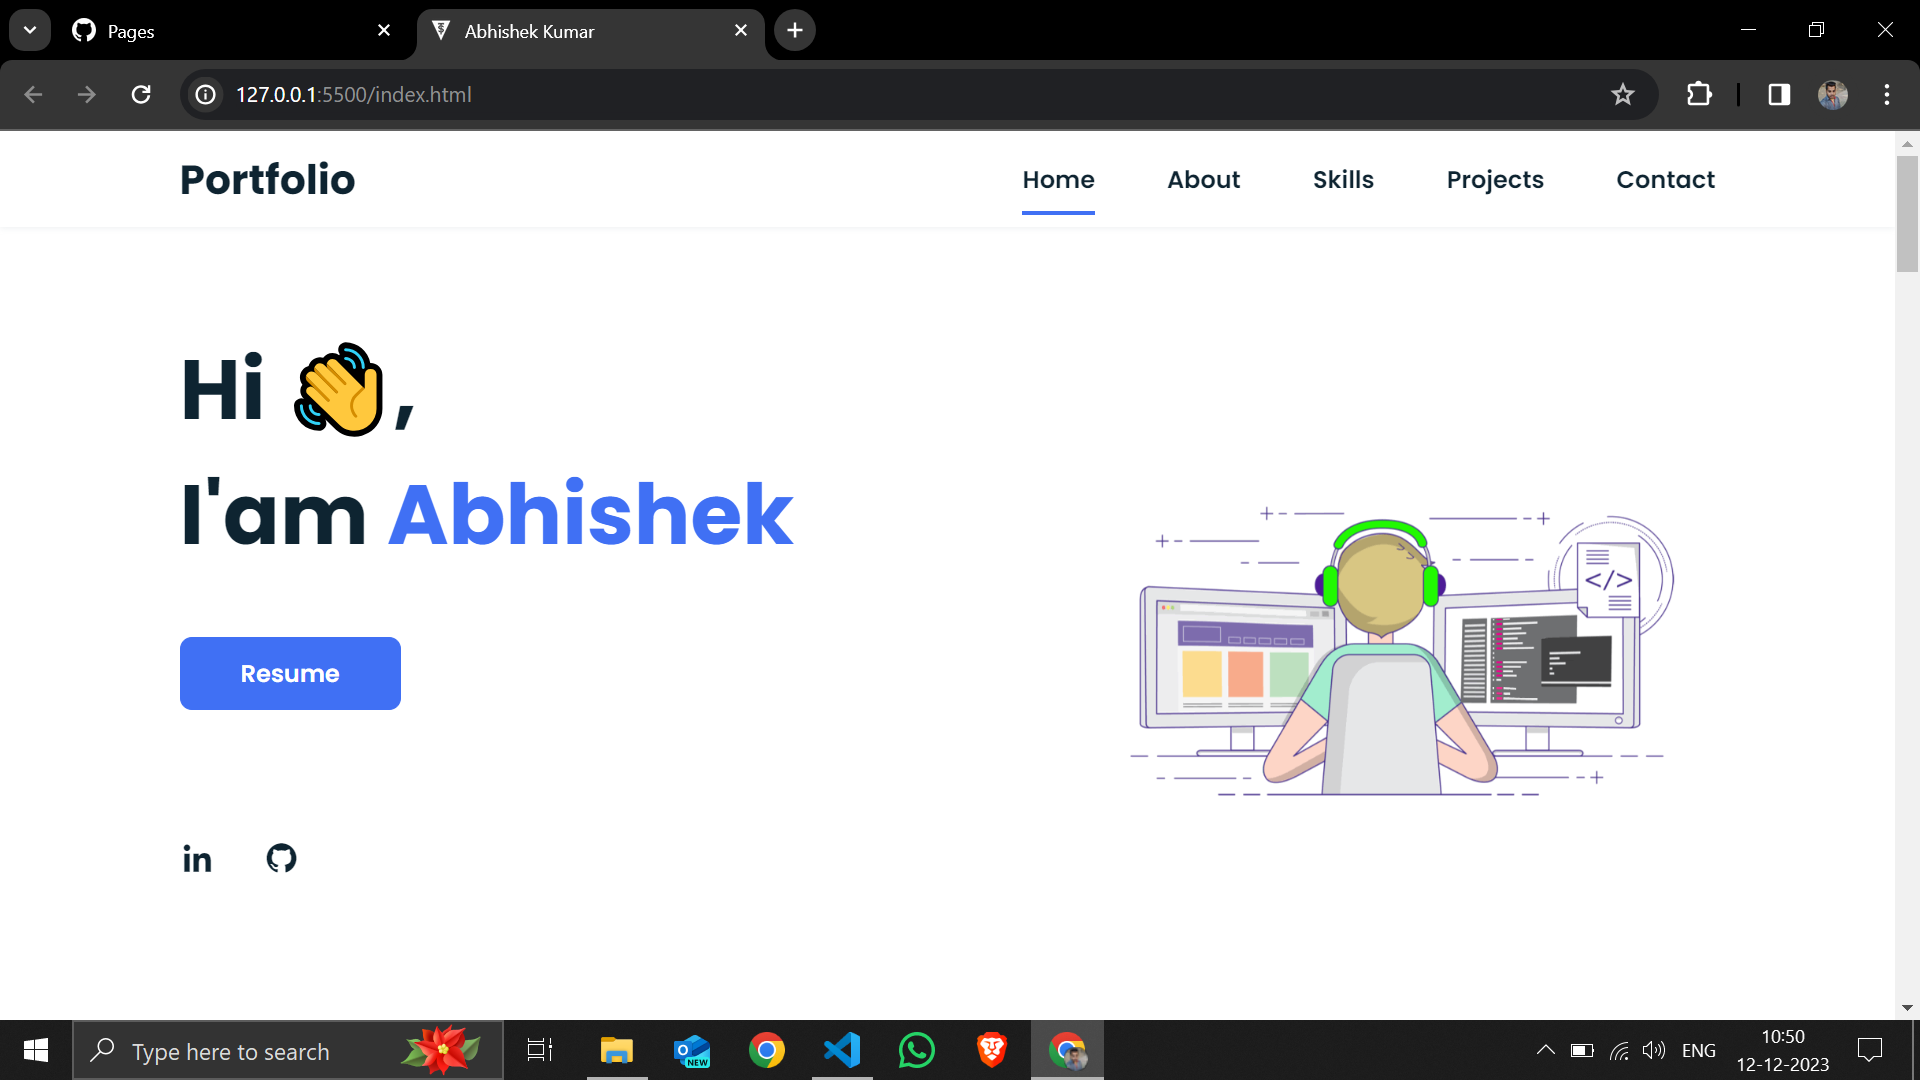 Pages
Abhishek Kumar
127.0.0.1:5500/index.html
Portfolio
Home
About
Skills
Projects
Contact
Hi 👋,
I'am Abhishek
</>
Resume
in
Type here to search
NEW
ENG
10:50
12-12-2023